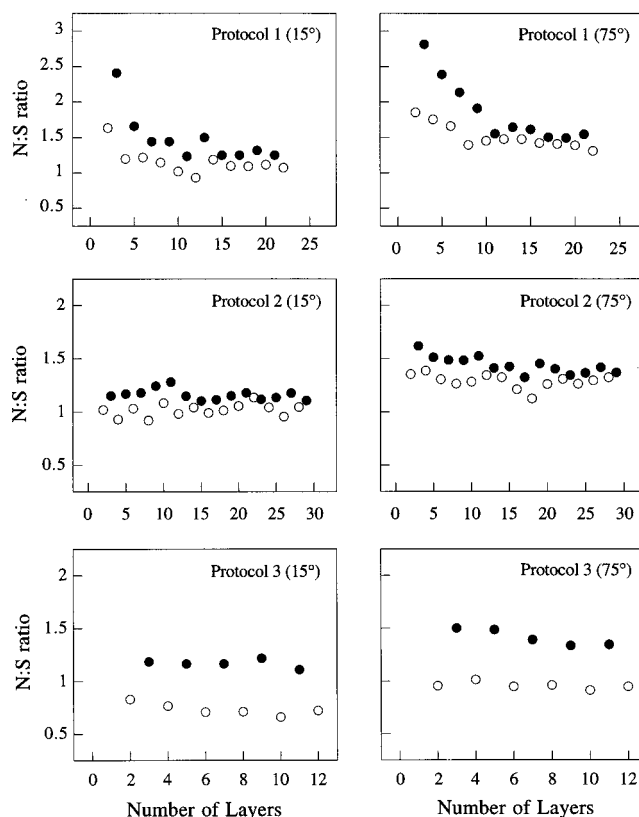 Protocol 1 (15°)
3
2.5
2
1.5
1
0.5
N:S ratio
0 5 10 15 20 25
Protocol 1 (75°)
0 5 10 15 20 25
Protocol 2 (15°)
2
1.5
1
0.5
N:S ratio
0 5 10 15 20 25 30
Protocol 2 (75°)
0 5 10 15 20 25 30
Protocol 3 (15°)
2
1.5
1
0.5
N:S ratio
0 2 4 6 8 10 12
Number of Layers
Protocol 3 (75°)
0 2 4 6 8 10 12
Number of Layers